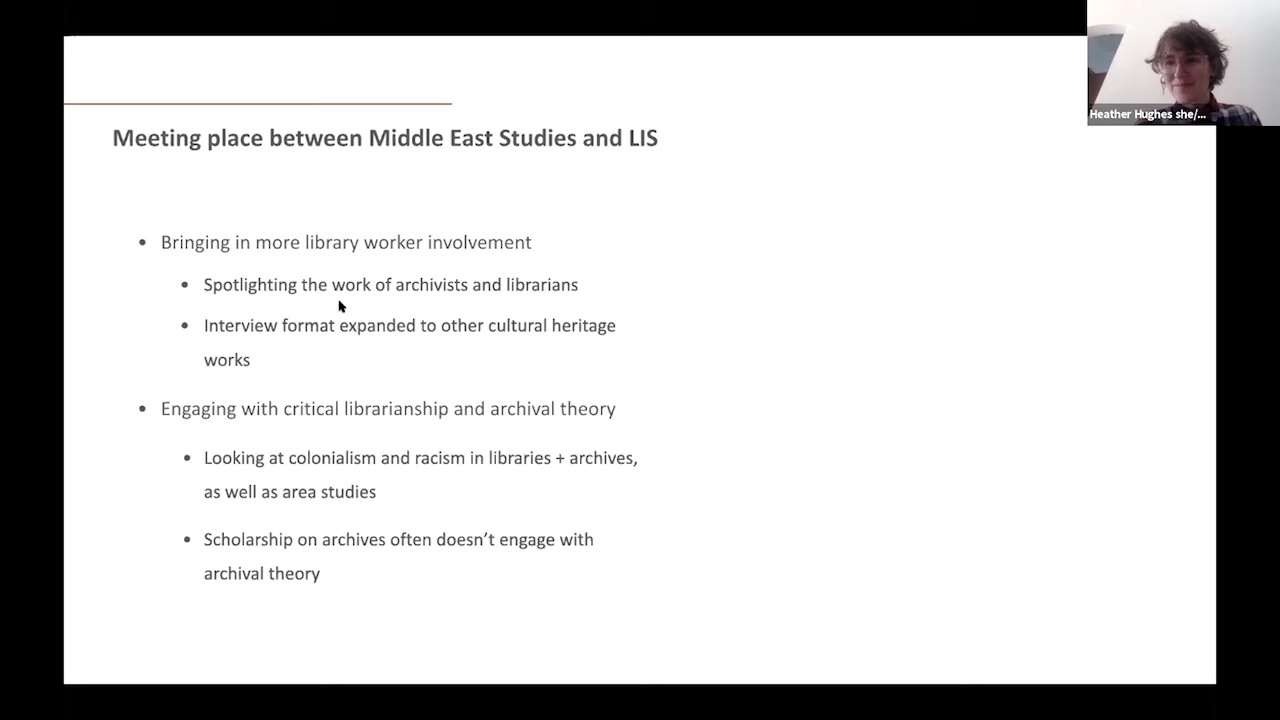 Heather Hughes she/...
Meeting place between Middle East Studies and LIS
• Bringing in more library worker involvement
• Spotlighting the work of archivists and librarians
• Interview format expanded to other cultural heritage
works
• Engaging with critical librarianship and archival theory
• Looking at colonialism and racism in libraries + archives,
as well as area studies
• Scholarship on archives often doesn’t engage with
archival theory